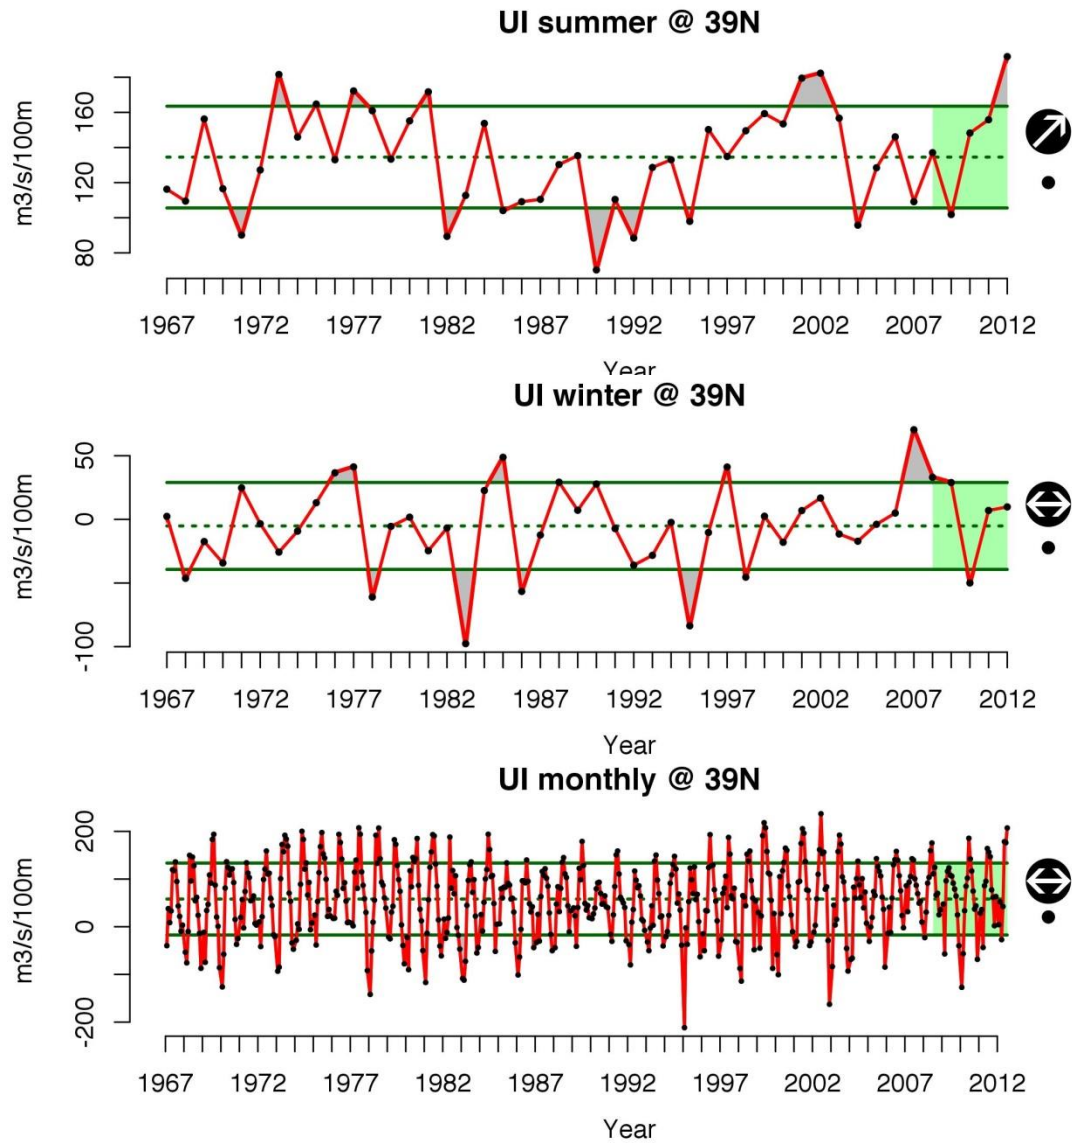 UI summer @ 39N
m3/s/100m
160
120
80
1967 1972 1977 1982 1987 1992 1997 2002 2007 2012
Year
UI winter @ 39N
m3/s/100m
50
0
-100
1967 1972 1977 1982 1987 1992 1997 2002 2007 2012
Year
UI monthly @ 39N
m3/s/100m
200
0
-200
1967 1972 1977 1982 1987 1992 1997 2002 2007 2012
Year